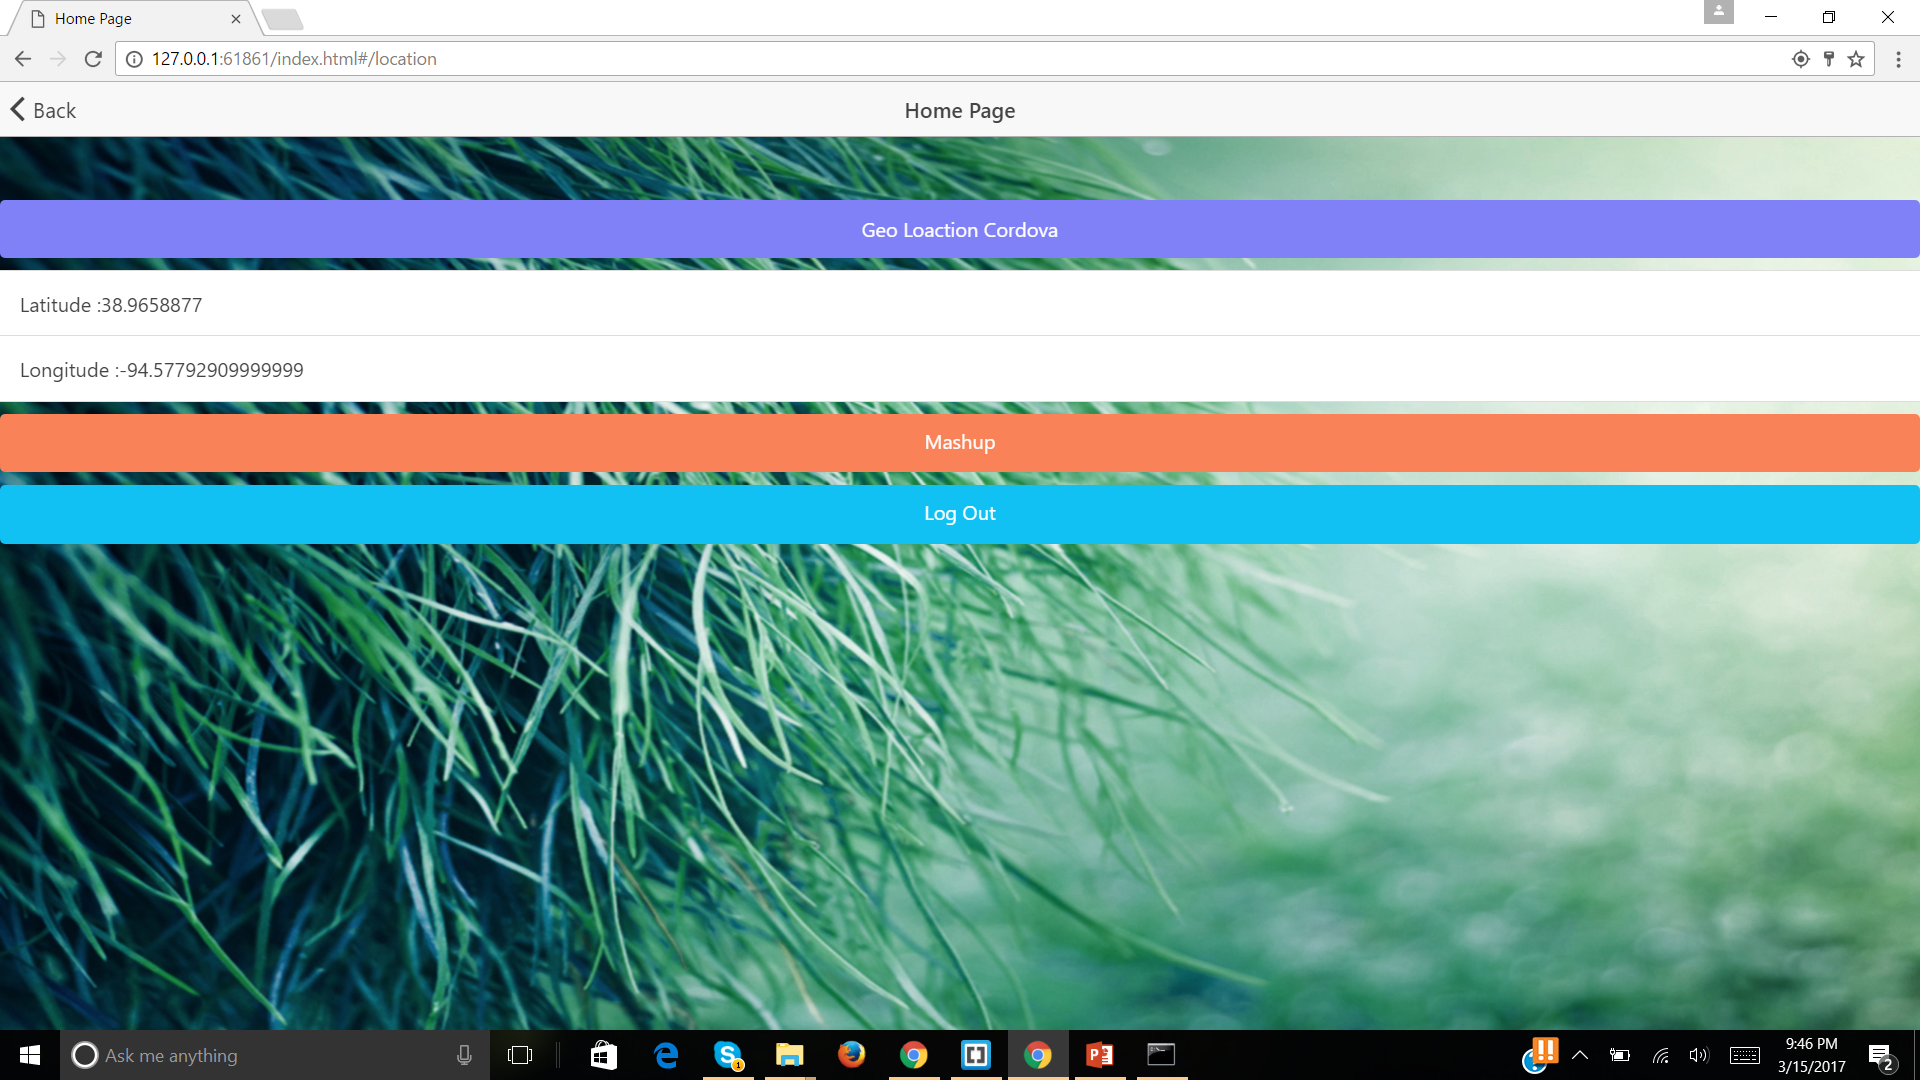 Home Page
127.0.0.1:61861/index.html#/location
Back
Home Page
Geo Loaction Cordova
Latitude :38.9658877
Longitude :-94.57792909999999
Mashup
Log Out
Ask me anything
1
9:46 PM
3/15/2017
2